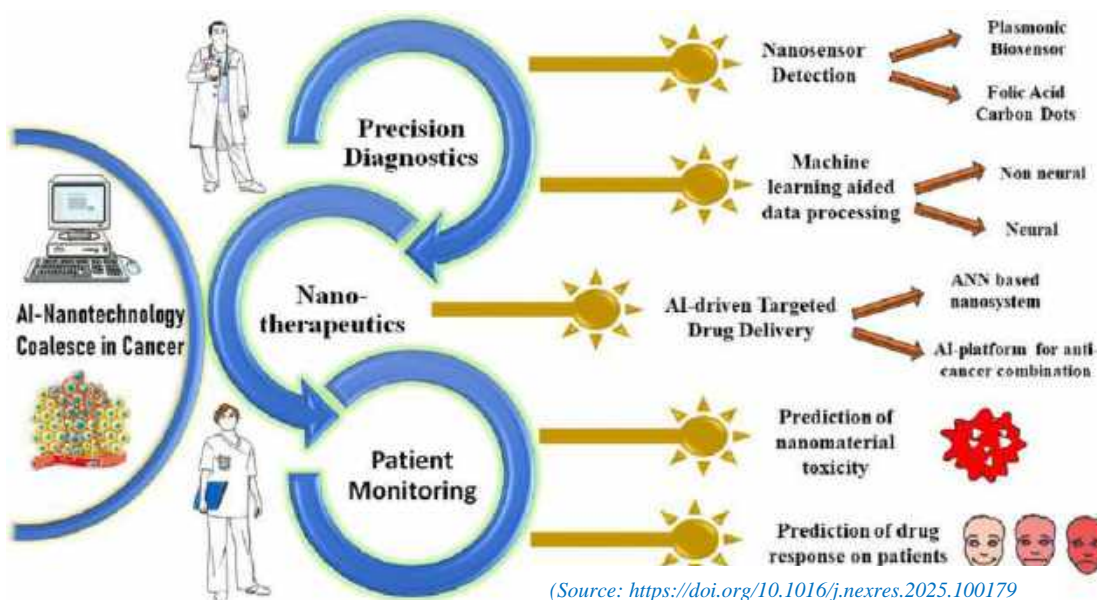 AI-Nanotechnology
Coalesce in Cancer
Precision
Diagnostics
Nanosensor
Detection
Plasmonic
Biosensor
Folic Acid
Carbon Dots
Machine
learning aided
data processing
Non neural
Neural
Nano-
therapeutics
AI-driven Targeted
Drug Delivery
ANN based
nanosystem
AI-platform for anti-
cancer combination
Patient
Monitoring
Prediction of
nanomaterial
toxicity
Prediction of drug
response on patients
(Source: https://doi.org/10.1016/j.nexres.2025.100179